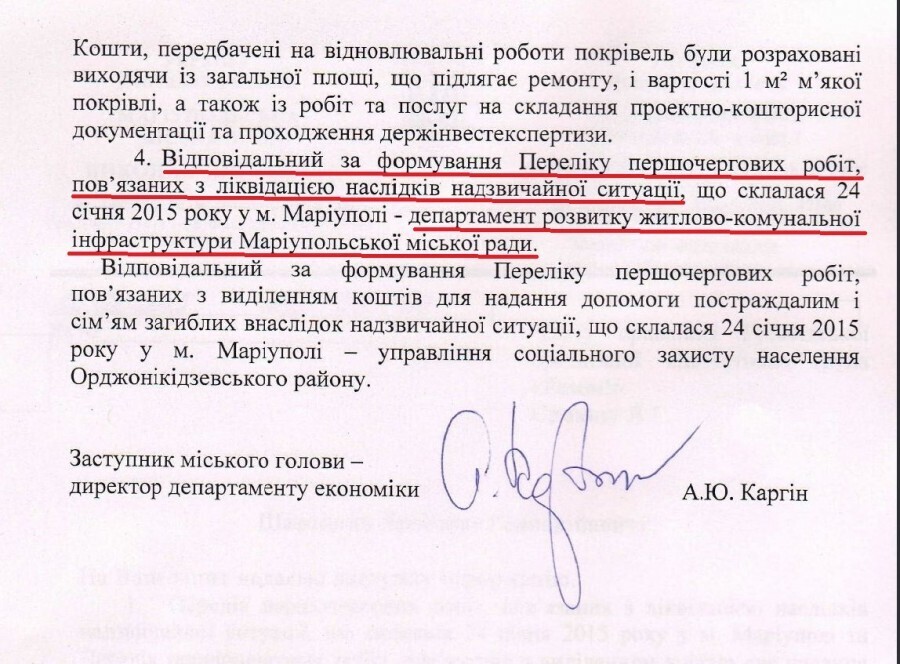 Кошти, передбачені на відновлювальні роботи покрівель були розраховані
виходячи із загальної площі, що підлягає ремонту, і вартості 1 м² м’якої
покрівлі, а також із робіт та послуг на складання проектно-кошторисної
документації та проходження держінвестекспертизи.
4. Відповідальний за формування Переліку першочергових робіт,
пов’язаних з ліквідацією наслідків надзвичайної ситуації, що склалася 24
січня 2015 року у м. Маріуполі - департамент розвитку житлово-комунальної
інфраструктури Маріупольської міської ради.
Відповідальний за формування Переліку першочергових робіт,
пов’язаних з виділенням коштів для надання допомоги постраждалим і
сім’ям загиблих внаслідок надзвичайної ситуації, що склалася 24 січня 2015
року у м. Маріуполі – управління соціального захисту населення
Орджонікідзевського району.
Заступник міського голови –
директор департаменту економіки
А.Ю. Каргін